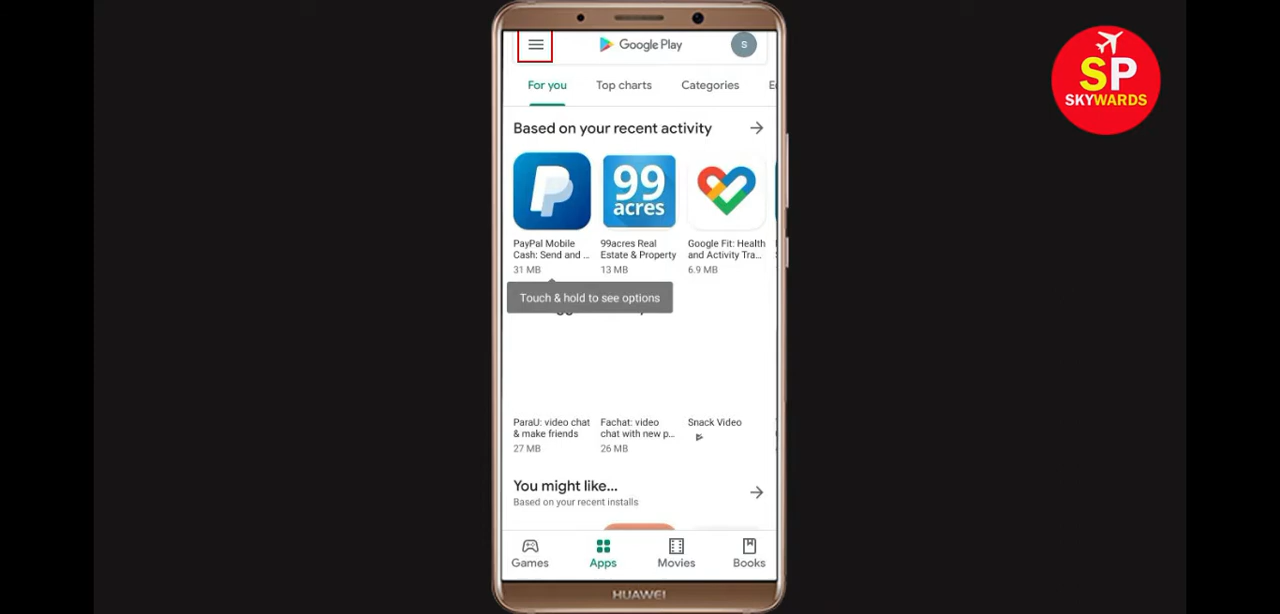 Google Play
S
For you Top charts Categories
Based on your recent activity
99
acres
PayPal Mobile
Cash: Send and ...
31 MB
99acres Real
Estate & Property
13 MB
Google Fit: Health
and Activity Tra...
6.9 MB
Touch & hold to see options
ParaU: video chat
& make friends
27 MB
Fachat: video
chat with new p...
26 MB
Snack Video
You might like...
Based on your recent installs
Games Apps Movies Books
HUAWEI
SP
SKYWARDS